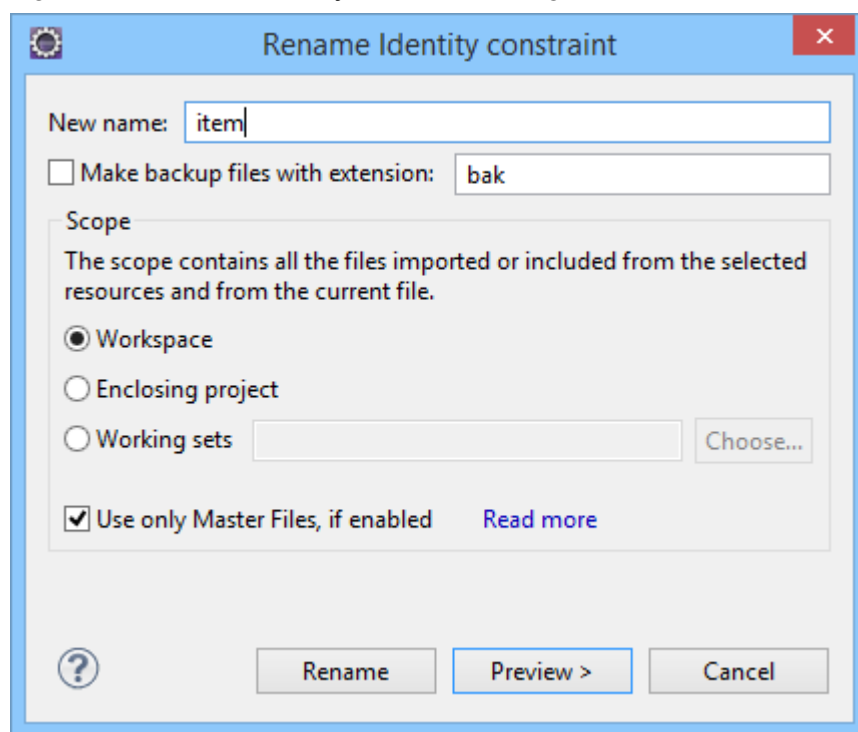 Rename Identity constraint
New name: item
Make backup files with extension: bak
Scope
The scope contains all the files imported or included from the selected
resources and from the current file.
Workspace
Enclosing project
Working sets Choose...
Use only Master Files, if enabled Read more
Rename Preview > Cancel